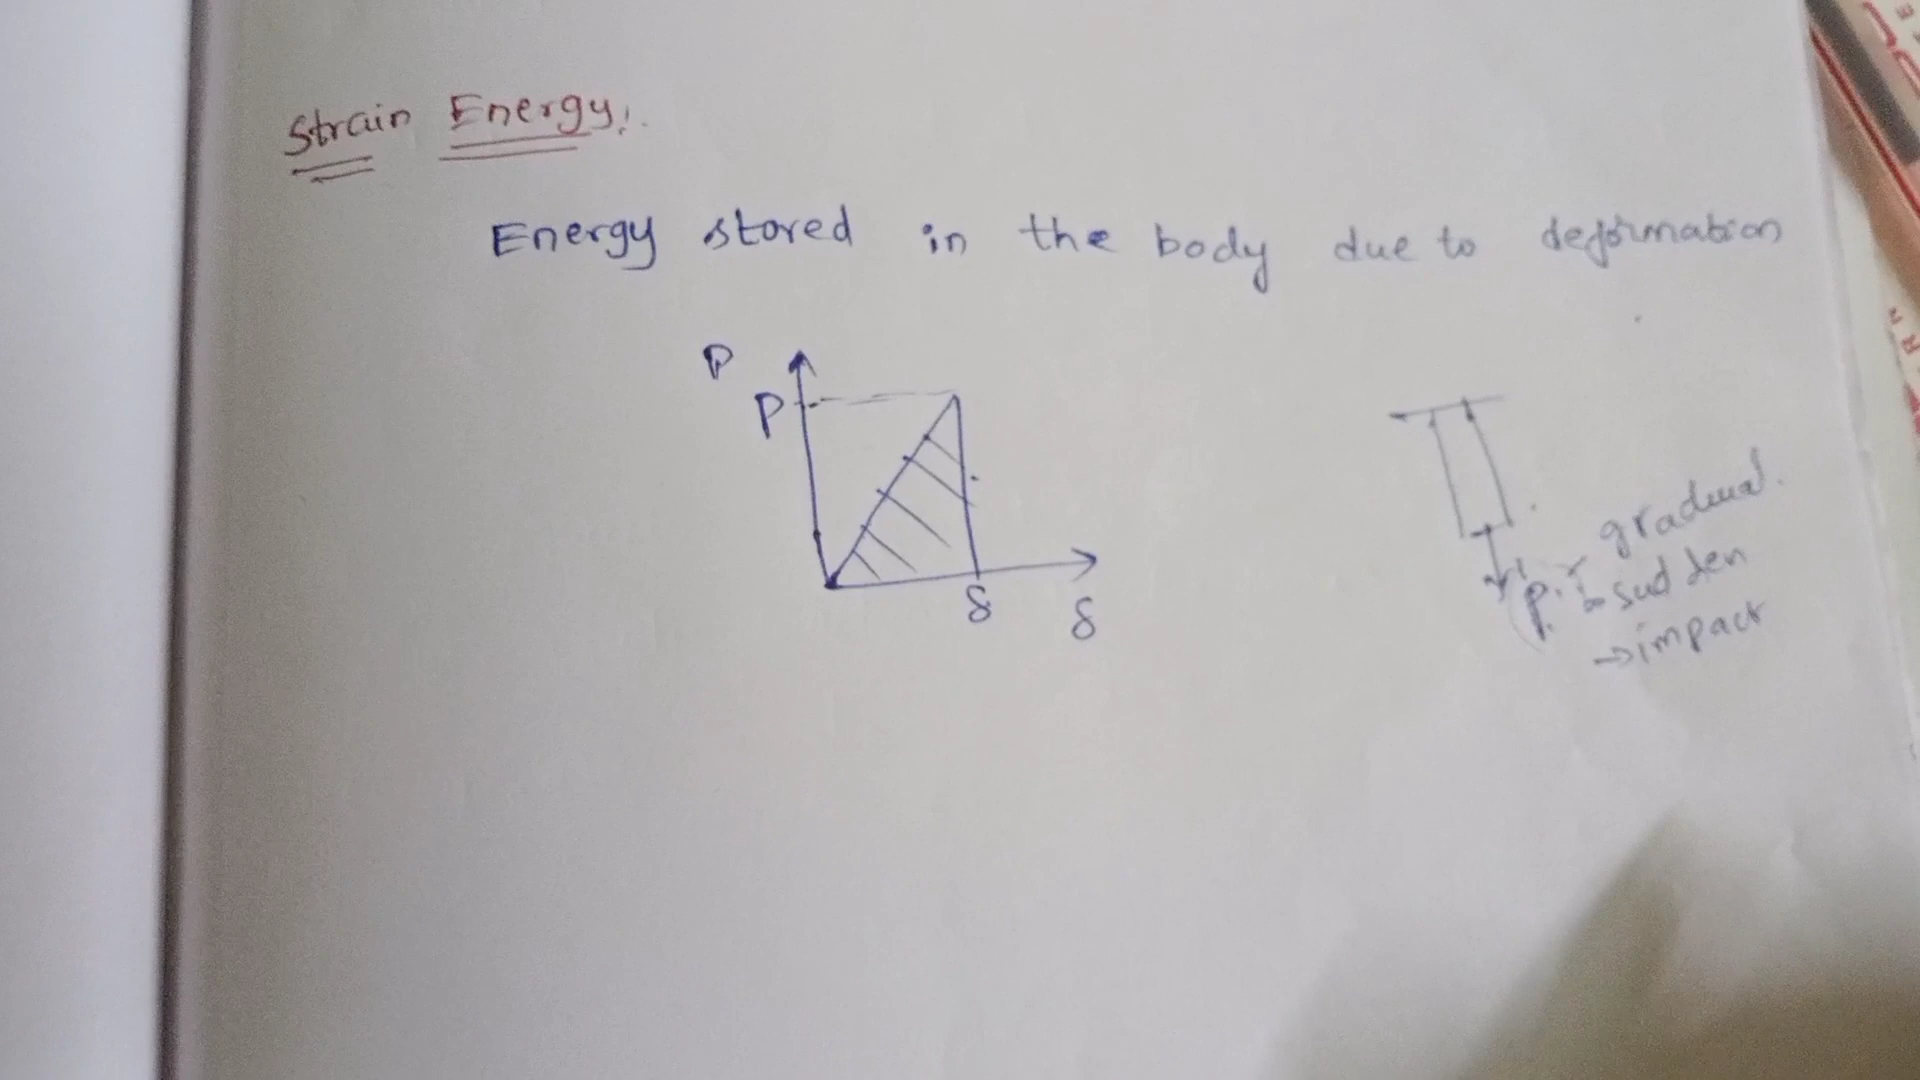 Strain Energy:.
Energy stored in the body due to deformation
P
P
δ
δ
P.
gradual.
sudden
→impact